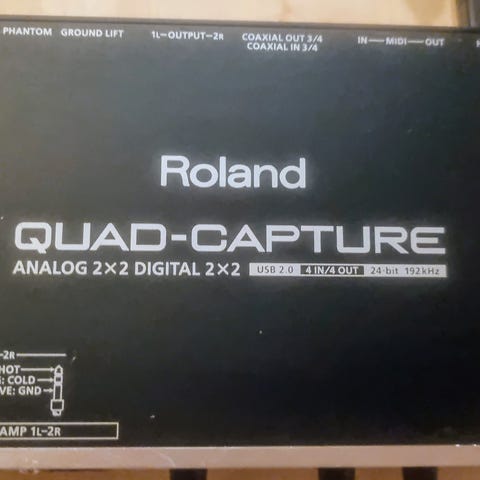 PHANTOM GROUND LIFT 1L-OUTPUT-2R COAXIAL OUT 3/4 IN-MIDI-OUT
COAXIAL IN 3/4
Roland
QUAD-CAPTURE
ANALOG 2×2 DIGITAL 2×2 USB 2.0 4 IN/4 OUT 24-bit 192kHz
-2R
HOT
: COLD
VE: GND
AMP 1L-2R